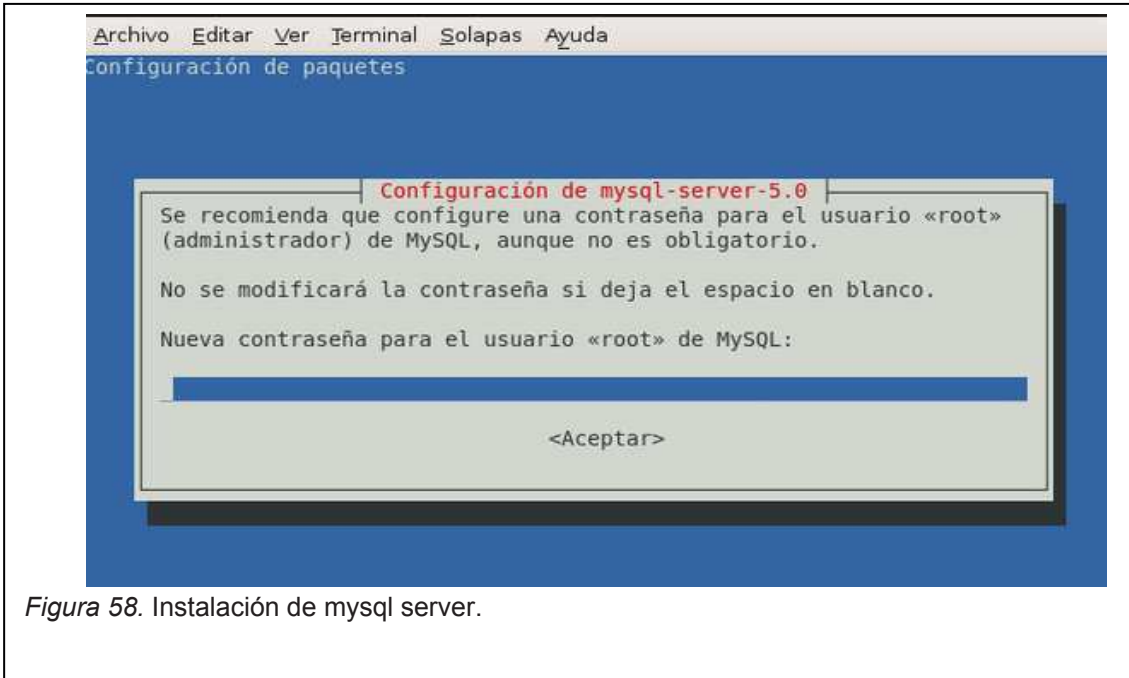 Archivo Editar Ver Terminal Solapas Ayuda
Configuración de paquetes
Configuración de mysql-server-5.0
Se recomienda que configure una contraseña para el usuario «root»
(administrador) de MySQL, aunque no es obligatorio.
No se modificará la contraseña si deja el espacio en blanco.
Nueva contraseña para el usuario «root» de MySQL:
<Aceptar>
Figura 58. Instalación de mysql server.